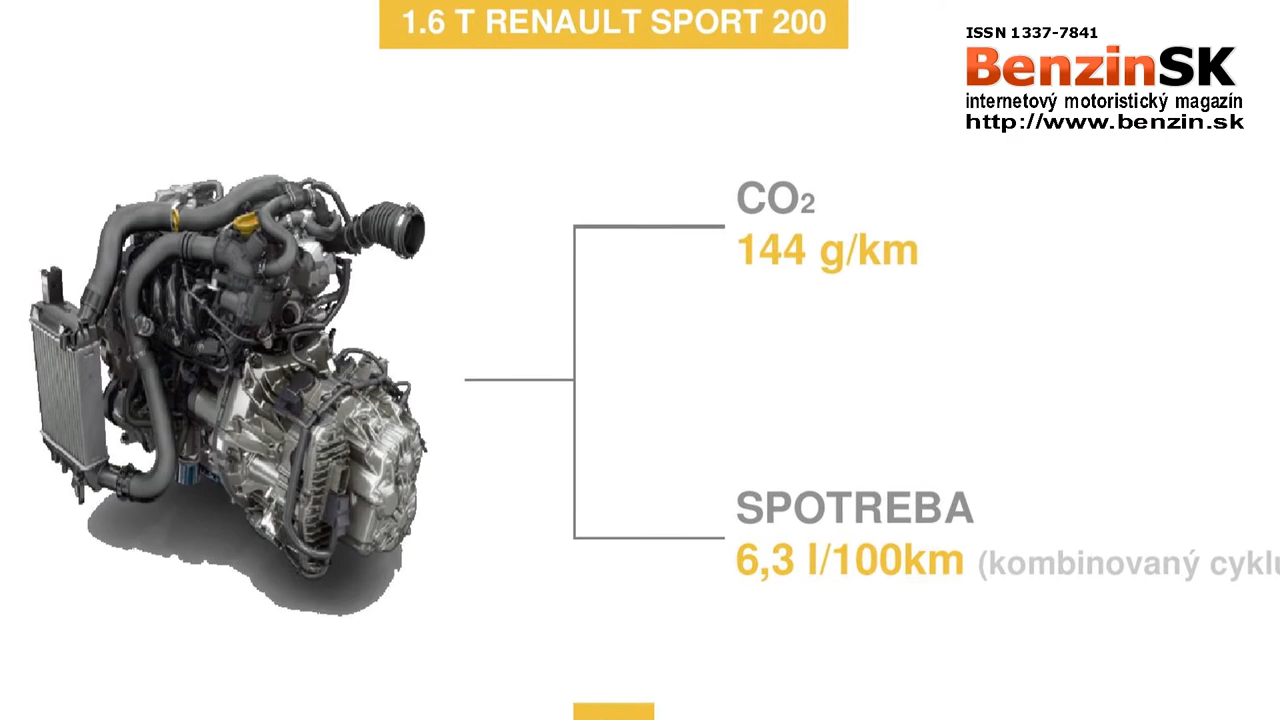 1.6 T RENAULT SPORT 200
ISSN 1337-7841
BenzinSK
internetový motoristický magazín
http://www.benzin.sk
CO2
144 g/km
SPOTREBA
6,3 l/100km (kombinovaný cyklu